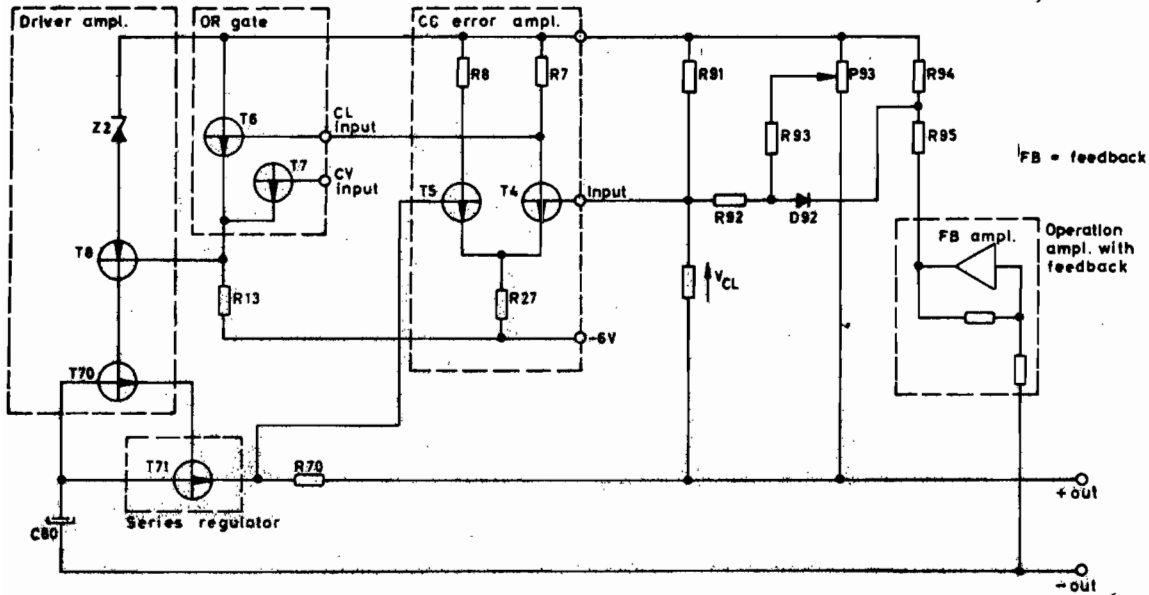 Driver ampl.
OR gate
CC error ampl.
R8
R7
R91
P93
R94
Z2
T6
CL
input
R93
R95
FB = feedback
T7
CV
input
T5
T4
Input
R92
D92
Operation
ampl. with
feedback
FB ampl.
T8
R13
R27
VCL
-6V
T70
T71
R70
+out
Series regulator
C80
-out